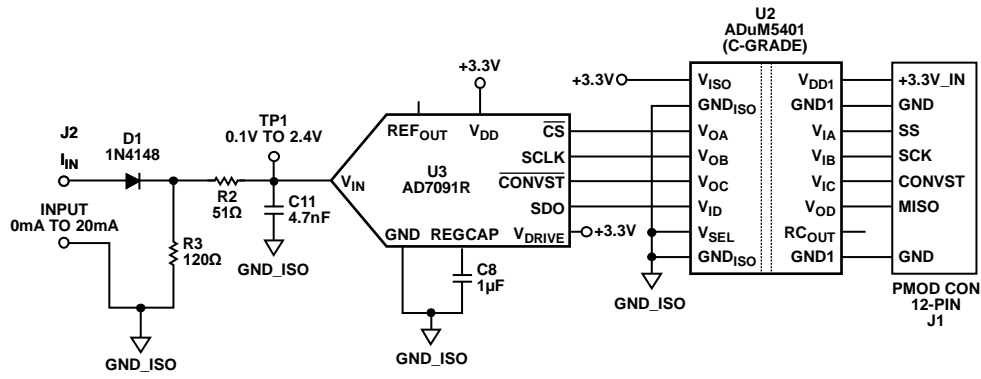 U2
ADuM5401
(C-GRADE)
+3.3V
+3.3V
VISO
VDD1
+3.3V_IN
GNDISO
GND1
GND
TP1
0.1V TO 2.4V
REFOUT
VDD
CS
VOA
VIA
SS
J2
IIN
D1
1N4148
SCLK
VOB
VIB
SCK
U3
AD7091R
VIN
CONVST
VOC
VIC
CONVST
R2
51Ω
C11
4.7nF
SDO
VID
VOD
MISO
INPUT
0mA TO 20mA
R3
120Ω
GND
REGCAP
VDRIVE
+3.3V
VSEL
RCOUT
GND_ISO
GNDISO
GND1
GND
C8
1µF
GND_ISO
PMOD CON
12-PIN
J1
GND_ISO
GND_ISO